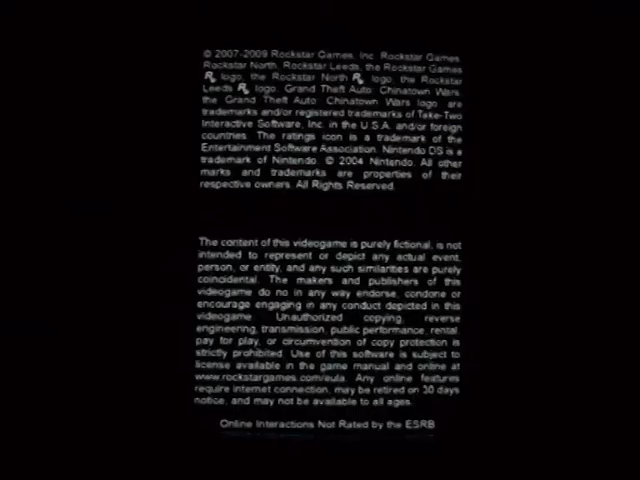 © 2007-2009 Rockstar Games, Inc. Rockstar Games,
Rockstar North, Rockstar Leeds, the Rockstar Games
R★ logo, the Rockstar North R★ logo, the Rockstar
Leeds R★ logo, Grand Theft Auto: Chinatown Wars,
the Grand Theft Auto: Chinatown Wars logo are
trademarks and/or registered trademarks of Take-Two
Interactive Software, Inc. in the U.S.A. and/or foreign
countries. The ratings icon is a trademark of the
Entertainment Software Association. Nintendo DS is a
trademark of Nintendo. © 2004 Nintendo. All other
marks and trademarks are properties of their
respective owners. All Rights Reserved.
The content of this videogame is purely fictional, is not
intended to represent or depict any actual event,
person, or entity, and any such similarities are purely
coincidental. The makers and publishers of this
videogame do no in any way endorse, condone or
encourage engaging in any conduct depicted in this
videogame. Unauthorized copying, reverse
engineering, transmission, public performance, rental,
pay for play, or circumvention of copy protection is
strictly prohibited. Use of this software is subject to
license available in the game manual and online at
www.rockstargames.com/eula. Any online features
require internet connection, may be retired on 30 days
notice, and may not be available to all ages.
Online Interactions Not Rated by the ESRB